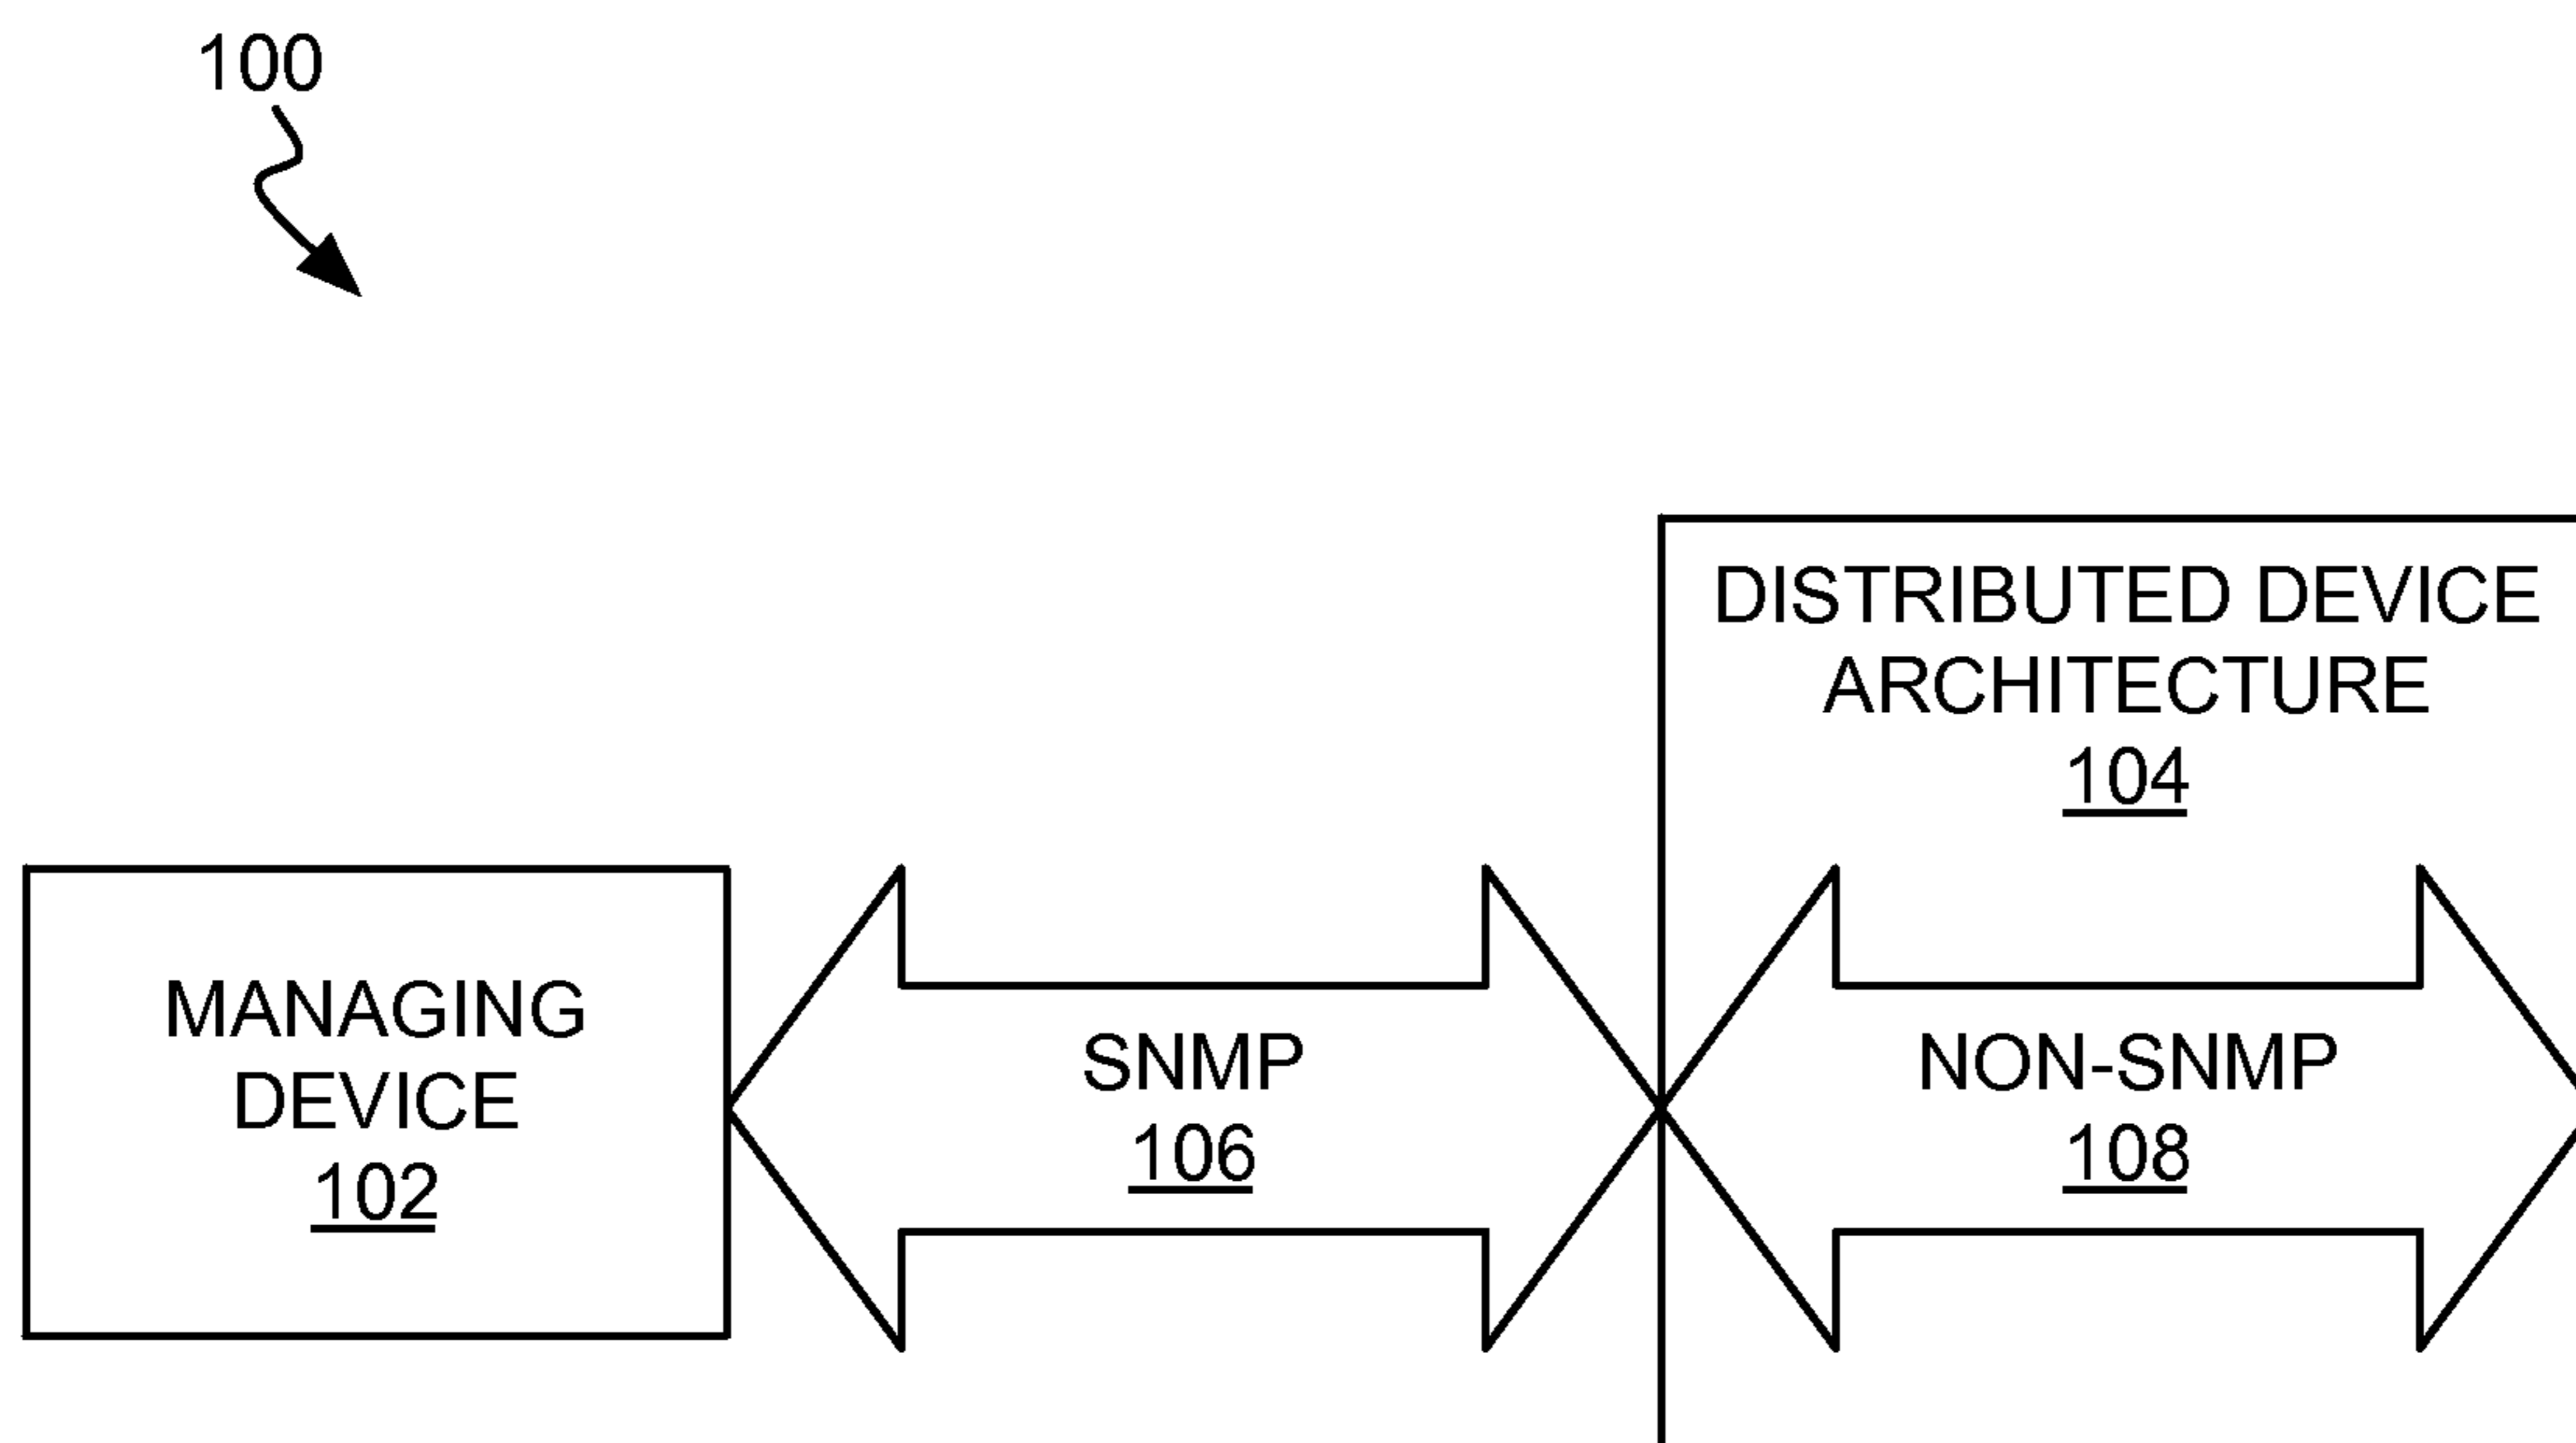 100
DISTRIBUTED DEVICE
ARCHITECTURE
104
MANAGING
DEVICE
102
SNMP
106
NON-SNMP
108